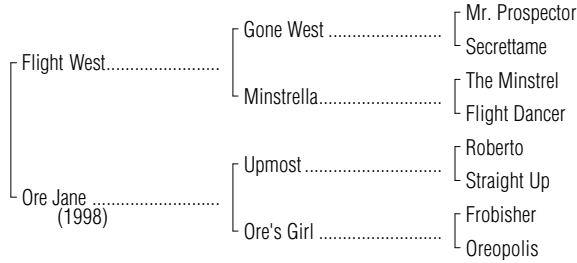 Mr. Prospector
Gone West ..........................
Secrettame
Flight West..........................
The Minstrel
Minstrella............................
Flight Dancer
Roberto
Upmost ................................
Straight Up
Ore Jane .............................
(1998)
Frobisher
Ore's Girl ............................
Oreopolis